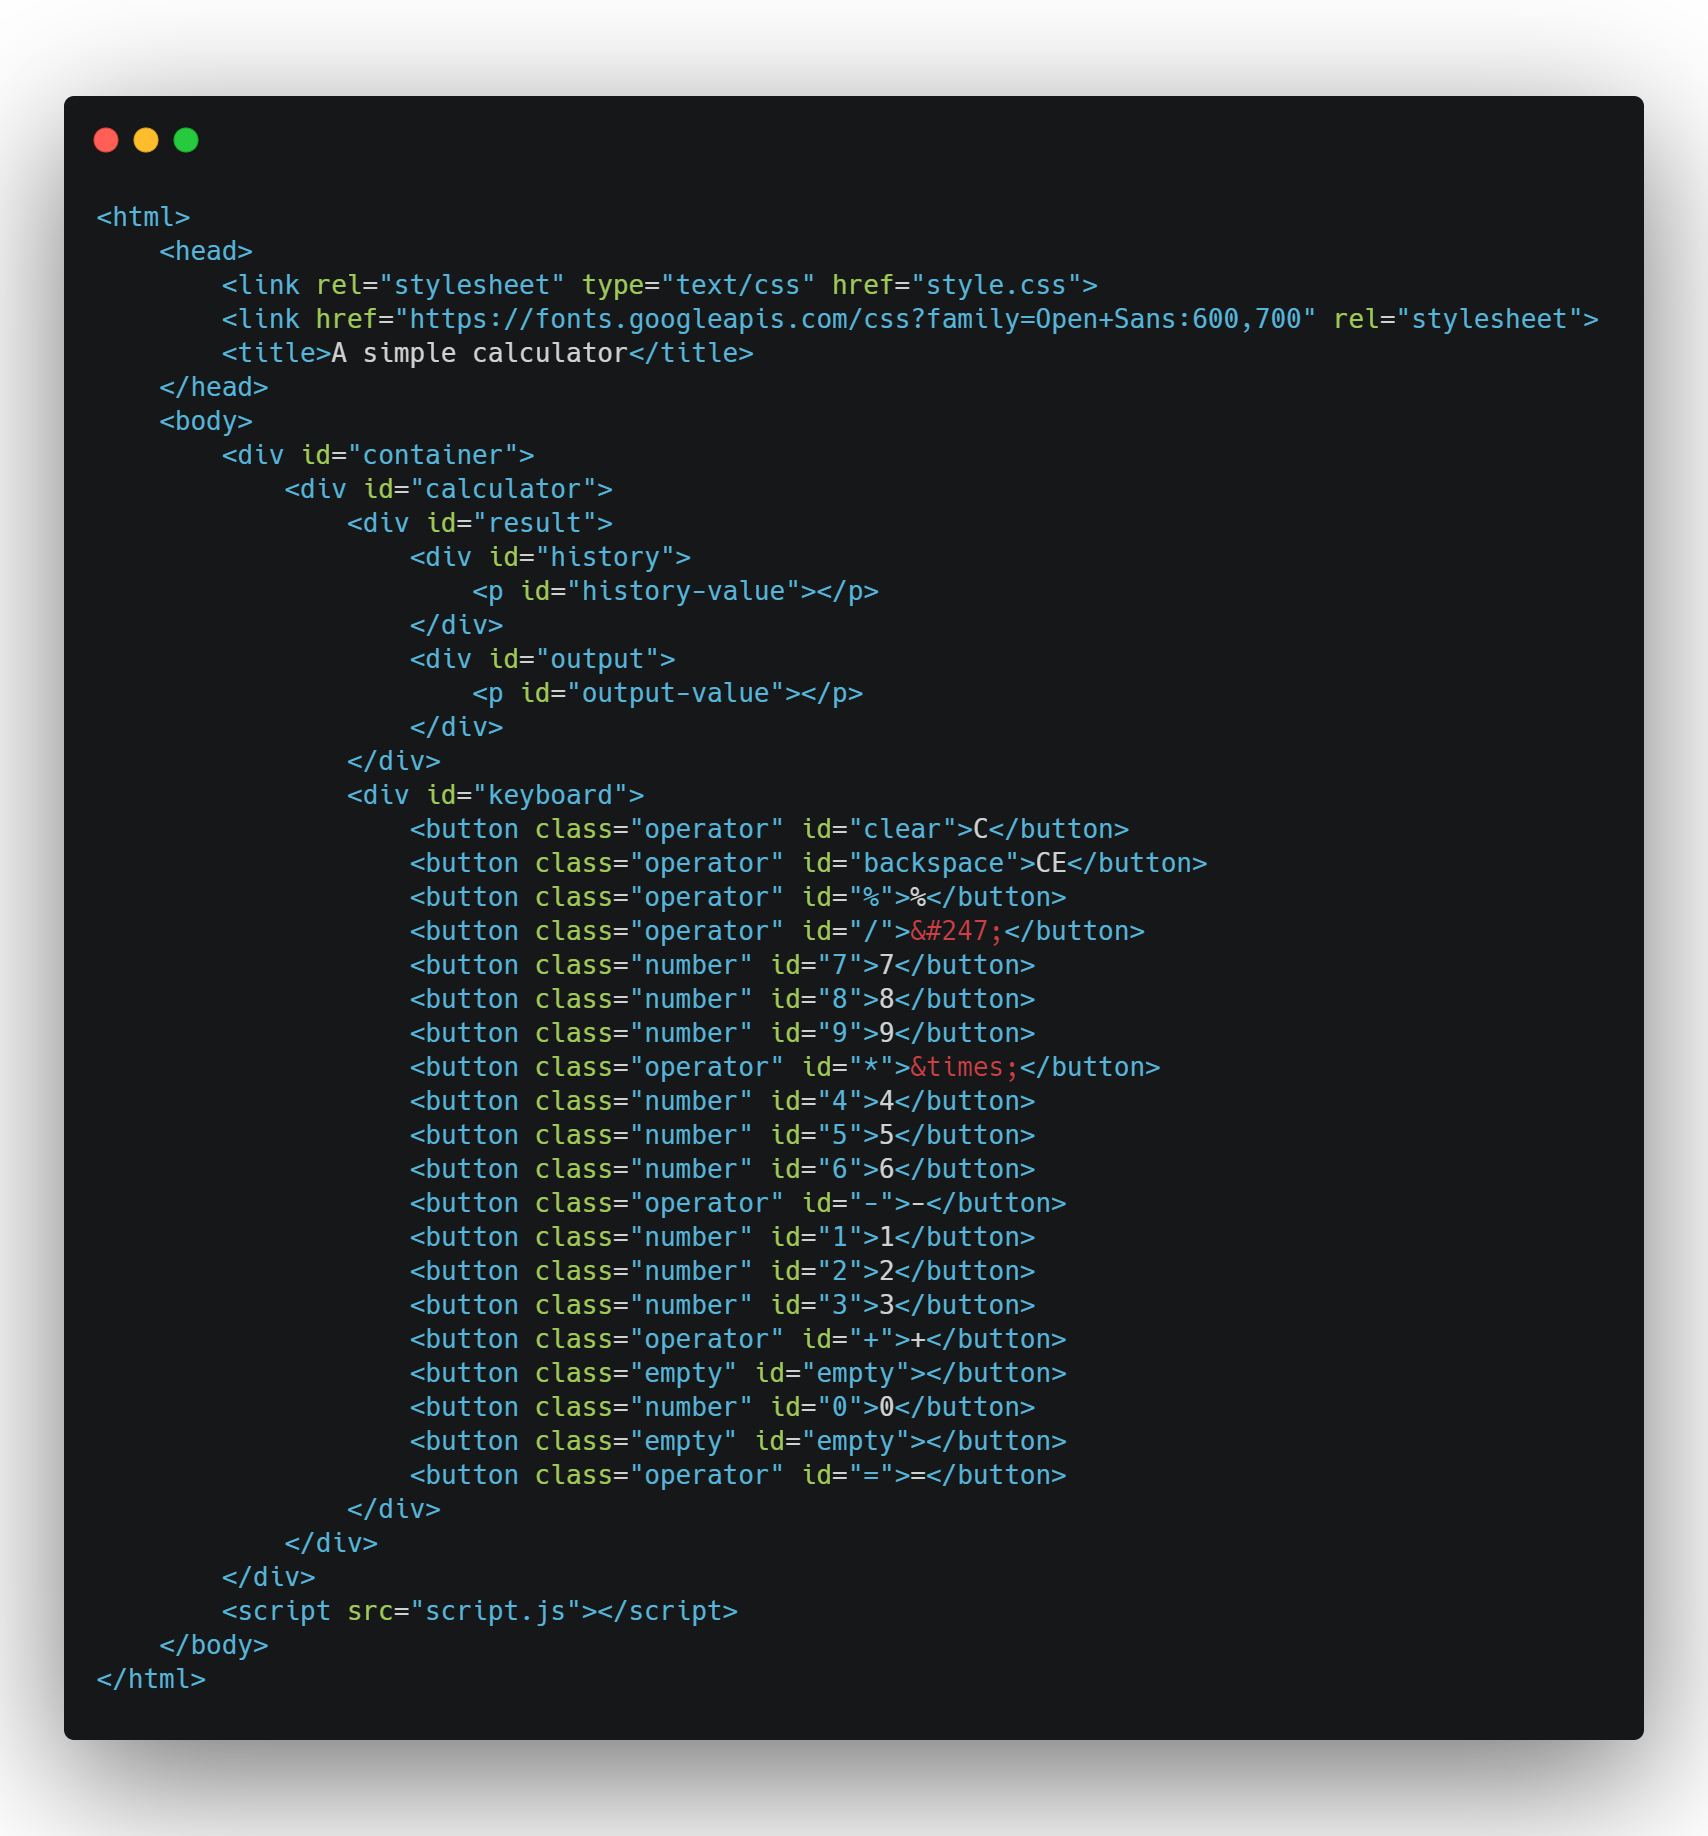 <html>
    <head>
        <link rel="stylesheet" type="text/css" href="style.css">
        <link href="https://fonts.googleapis.com/css?family=Open+Sans:600,700" rel="stylesheet">
        <title>A simple calculator</title>
    </head>
    <body>
        <div id="container">
            <div id="calculator">
                <div id="result">
                    <div id="history">
                        <p id="history-value"></p>
                    </div>
                    <div id="output">
                        <p id="output-value"></p>
                    </div>
                </div>
                <div id="keyboard">
                    <button class="operator" id="clear">C</button>
                    <button class="operator" id="backspace">CE</button>
                    <button class="operator" id="%">%</button>
                    <button class="operator" id="/">&#247;</button>
                    <button class="number" id="7">7</button>
                    <button class="number" id="8">8</button>
                    <button class="number" id="9">9</button>
                    <button class="operator" id="*">&times;</button>
                    <button class="number" id="4">4</button>
                    <button class="number" id="5">5</button>
                    <button class="number" id="6">6</button>
                    <button class="operator" id="-">-</button>
                    <button class="number" id="1">1</button>
                    <button class="number" id="2">2</button>
                    <button class="number" id="3">3</button>
                    <button class="operator" id="+">+</button>
                    <button class="empty" id="empty"></button>
                    <button class="number" id="0">0</button>
                    <button class="empty" id="empty"></button>
                    <button class="operator" id="=">=</button>
                </div>
            </div>
        </div>
        <script src="script.js"></script>
    </body>
</html>